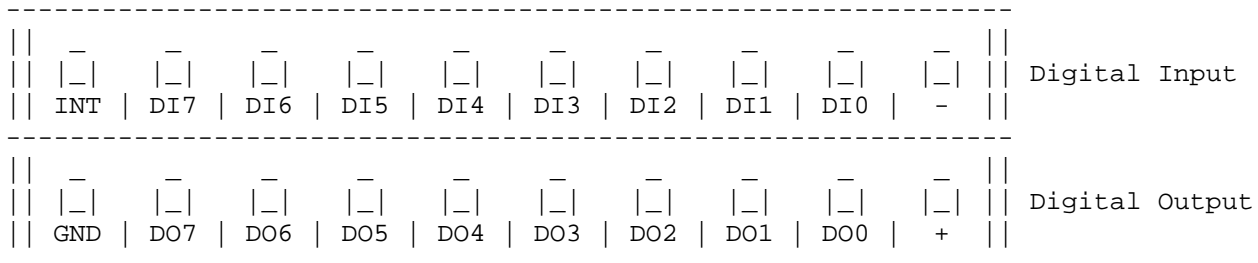 ---------------------------------------------------------------
||  _     _     _     _     _     _     _     _     _     _  ||
|| |_|   |_|   |_|   |_|   |_|   |_|   |_|   |_|   |_|   |_| || Digital Input
|| INT | DI7 | DI6 | DI5 | DI4 | DI3 | DI2 | DI1 | DI0 |  -  ||
---------------------------------------------------------------
||  _     _     _     _     _     _     _     _     _     _  ||
|| |_|   |_|   |_|   |_|   |_|   |_|   |_|   |_|   |_|   |_| || Digital Output
|| GND | DO7 | DO6 | DO5 | DO4 | DO3 | DO2 | DO1 | DO0 |  +  ||